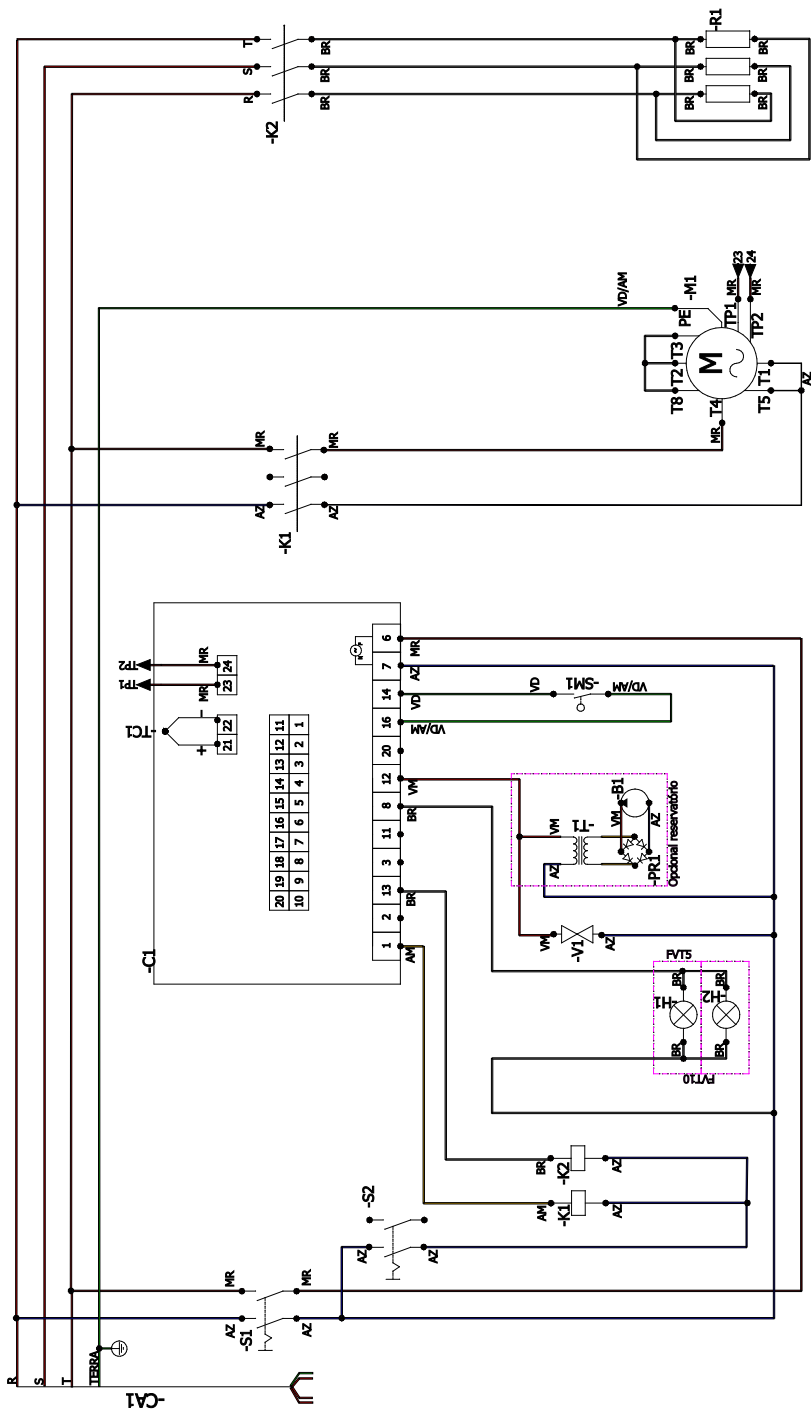 T
S
R
-K2
BR
BR
BR
BR
BR
BR
-R1
BR
BR
BR
VD/AM
PE
-M1
MR
23
MR
24
TP1
TP2
T3
T2
T8
M
T1
T5
T4
MR
AZ
MR
MR
AZ
AZ
-K1
TP2
TP1
MR
MR
24
23
-TC1
-
+
22
21
11
12
13
14
15
16
17
18
19
20
1
2
3
4
5
6
7
8
9
10
-C1
6
7
14
16
20
12
8
11
3
13
2
1
MR
AZ
VD
VD/AM
VM
BR
BR
AM
VD
-SM1
VD/AM
VM
-T1
AZ
VM
-B1
AZ
-PR1
Opcional reservatório
VM
-V1
AZ
FVT5
BR
-H1
BR
BR
-H2
BR
FVT10
BR
-K2
AZ
AM
-K1
AZ
-S2
AZ
AZ
MR
MR
AZ
AZ
-S1
R
S
T
TERRA
-CA1